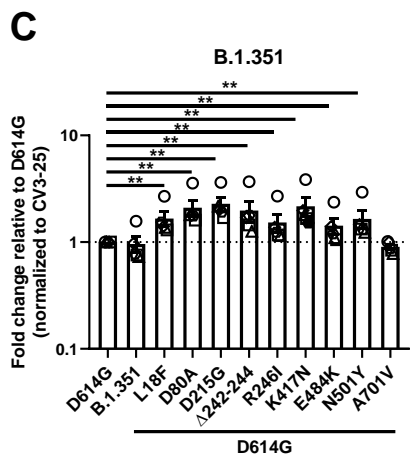 C
B.1.351
**
**
**
**
**
**
**
**
Fold change relative to D614G
(normalized to CV3-25)
10
1
0.1
D614G
B.1.351
L18F
D80A
D215G
Δ242-244
R246I
K417N
E484K
N501Y
A701V
D614G